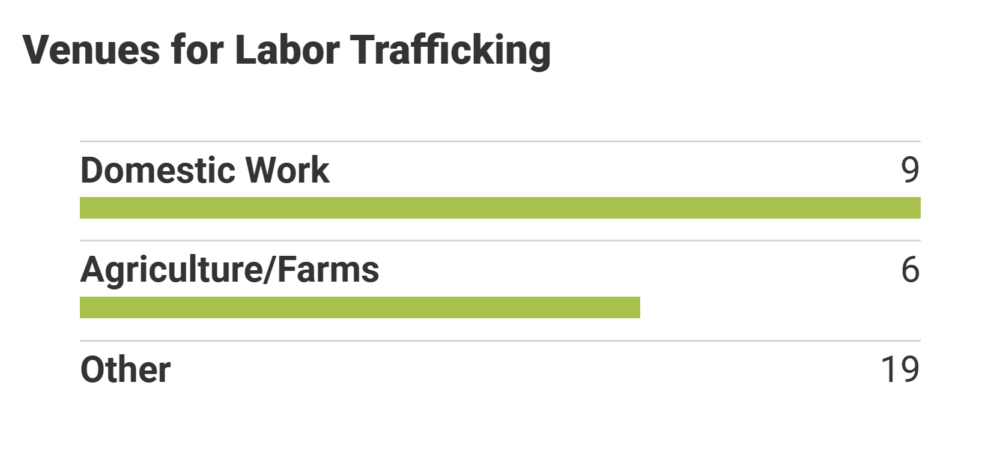 Venues for Labor Trafficking
Domestic Work 9
Agriculture/Farms 6
Other 19